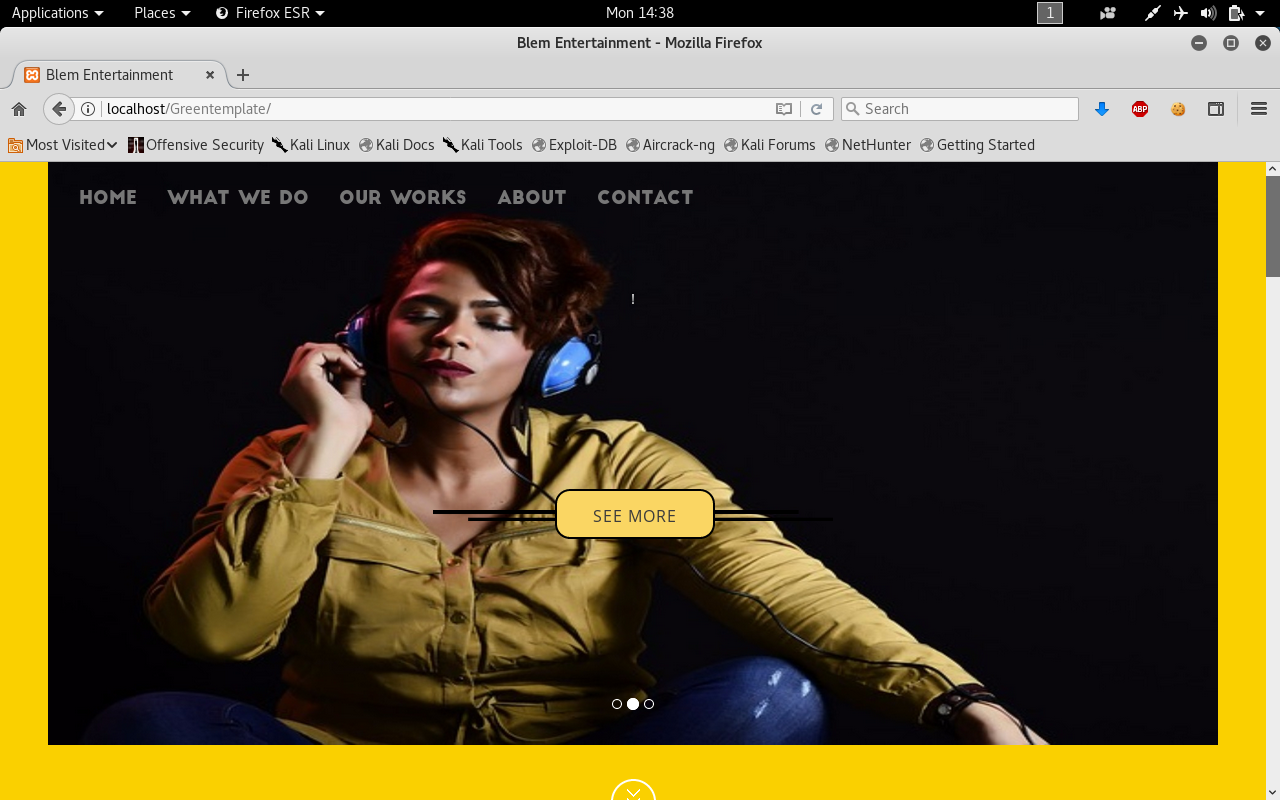 Applications Places Firefox ESR Mon 14:38 1
Blem Entertainment - Mozilla Firefox
Blem Entertainment
localhost/Greentemplate/ Search ABP
Most Visited Offensive Security Kali Linux Kali Docs Kali Tools Exploit-DB Aircrack-ng Kali Forums NetHunter Getting Started
HOME WHAT WE DO OUR WORKS ABOUT CONTACT
!
SEE MORE